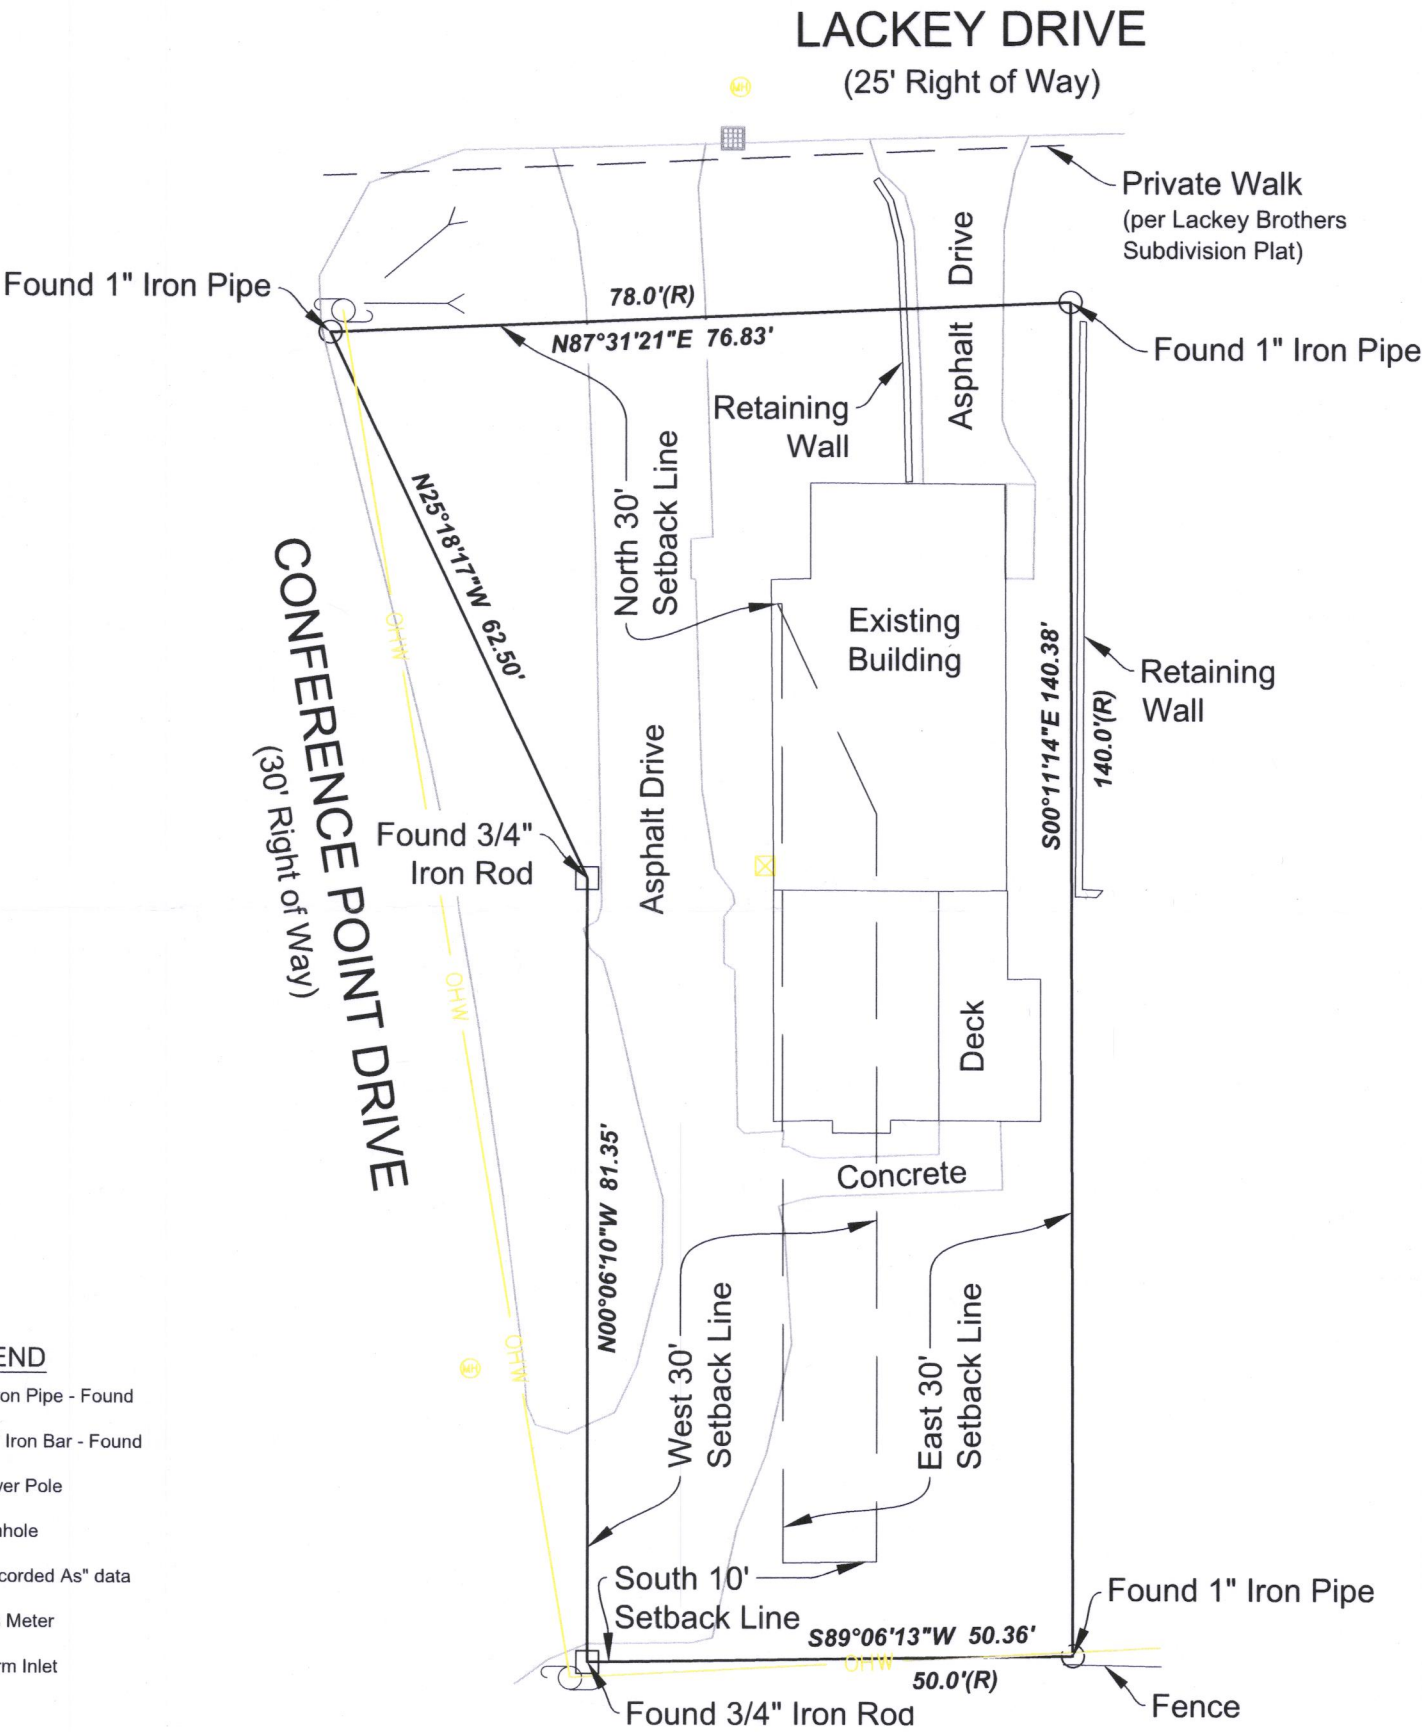 LACKEY DRIVE
(25' Right of Way)
Private Walk
(per Lackey Brothers
Subdivision Plat)
Found 1" Iron Pipe
78.0'(R)
N87°31'21"E 76.83'
Asphalt Drive
Found 1" Iron Pipe
Retaining
Wall
North 30'
Setback Line
N25°18'17"W 62.50'
CONFERENCE POINT DRIVE
(30' Right of Way)
OHW
Existing
Building
S00°11'14"E 140.38'
140.0'(R)
Retaining
Wall
Asphalt Drive
Found 3/4"
Iron Rod
OHW
Deck
Concrete
N00°06'10"W 81.35'
West 30'
Setback Line
East 30'
Setback Line
OHW
MH
MH
END
on Pipe - Found
Iron Bar - Found
ver Pole
nhole
corded As" data
Meter
rm Inlet
South 10'
Setback Line
S89°06'13"W 50.36'
OHW
50.0'(R)
Found 1" Iron Pipe
Fence
Found 3/4" Iron Rod